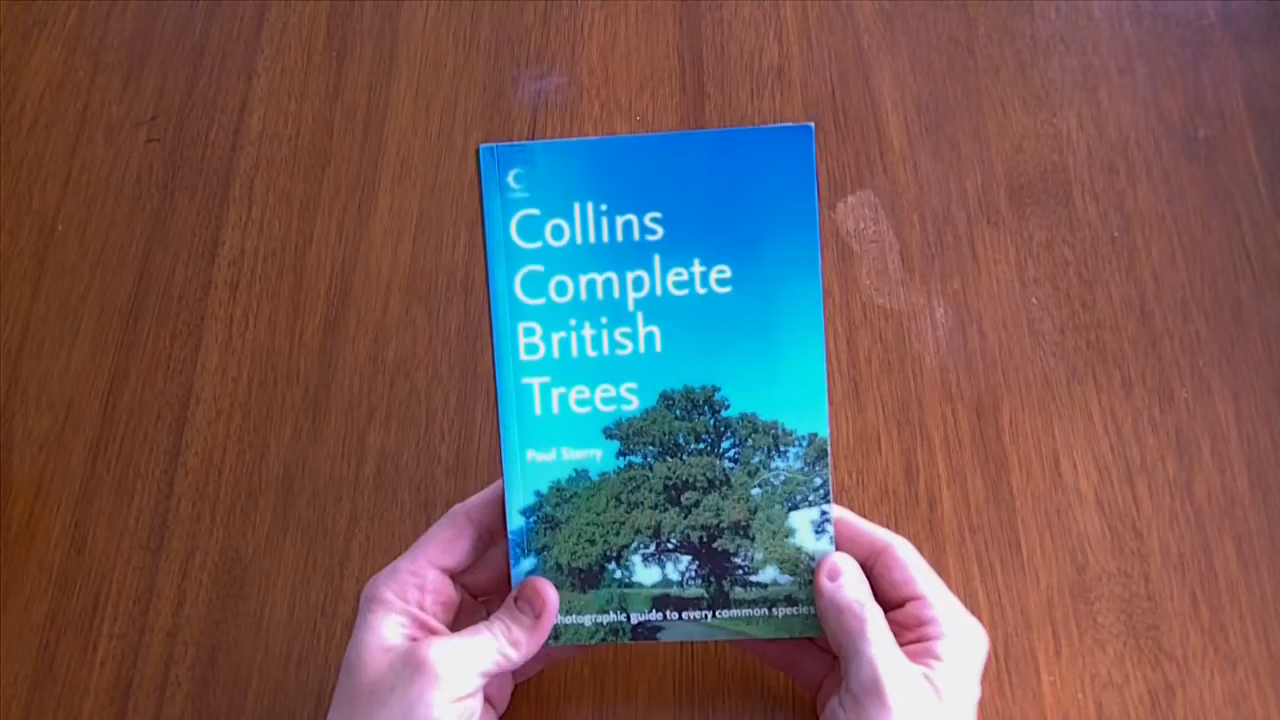 Collins
Complete
British
Trees
Paul Sterry
photographic guide to every common species